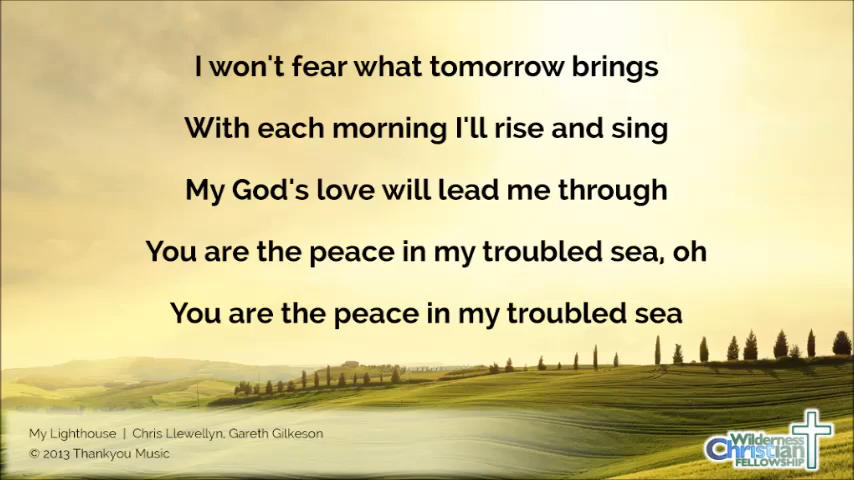 I won't fear what tomorrow brings
With each morning I'll rise and sing
My God's love will lead me through
You are the peace in my troubled sea, oh
You are the peace in my troubled sea
My Lighthouse | Chris Llewellyn, Gareth Gilkeson
© 2013 Thankyou Music
Wilderness
Christian
FELLOWSHIP